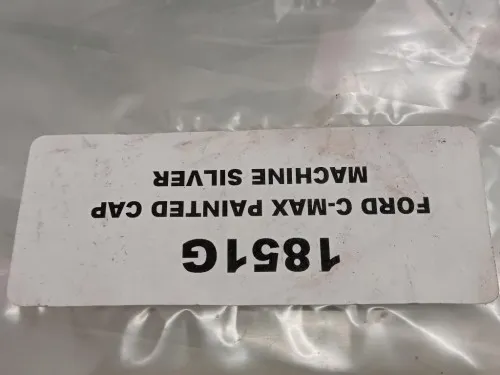 1851G
FORD C-MAX PAINTED CAP
MACHINE SILVER